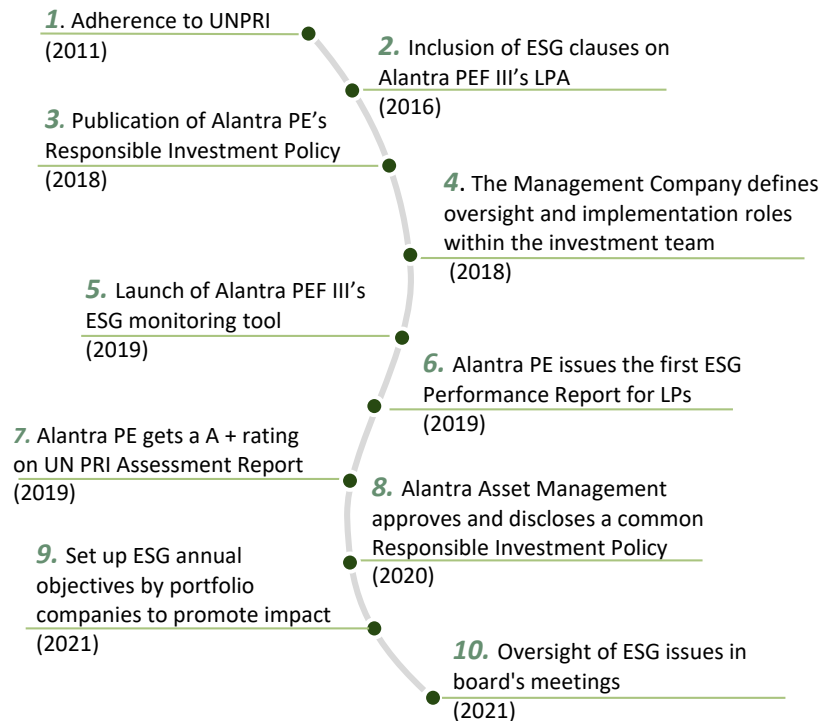 1. Adherence to UNPRI
(2011)
2. Inclusion of ESG clauses on
Alantra PEF III’s LPA
(2016)
3. Publication of Alantra PE’s
Responsible Investment Policy
(2018)
4. The Management Company defines
oversight and implementation roles
within the investment team
(2018)
5. Launch of Alantra PEF III’s
ESG monitoring tool
(2019)
6. Alantra PE issues the first ESG
Performance Report for LPs
(2019)
7. Alantra PE gets a A + rating
on UN PRI Assessment Report
(2019)
8. Alantra Asset Management
approves and discloses a common
Responsible Investment Policy
(2020)
9. Set up ESG annual
objectives by portfolio
companies to promote impact
(2021)
10. Oversight of ESG issues in
board's meetings
(2021)